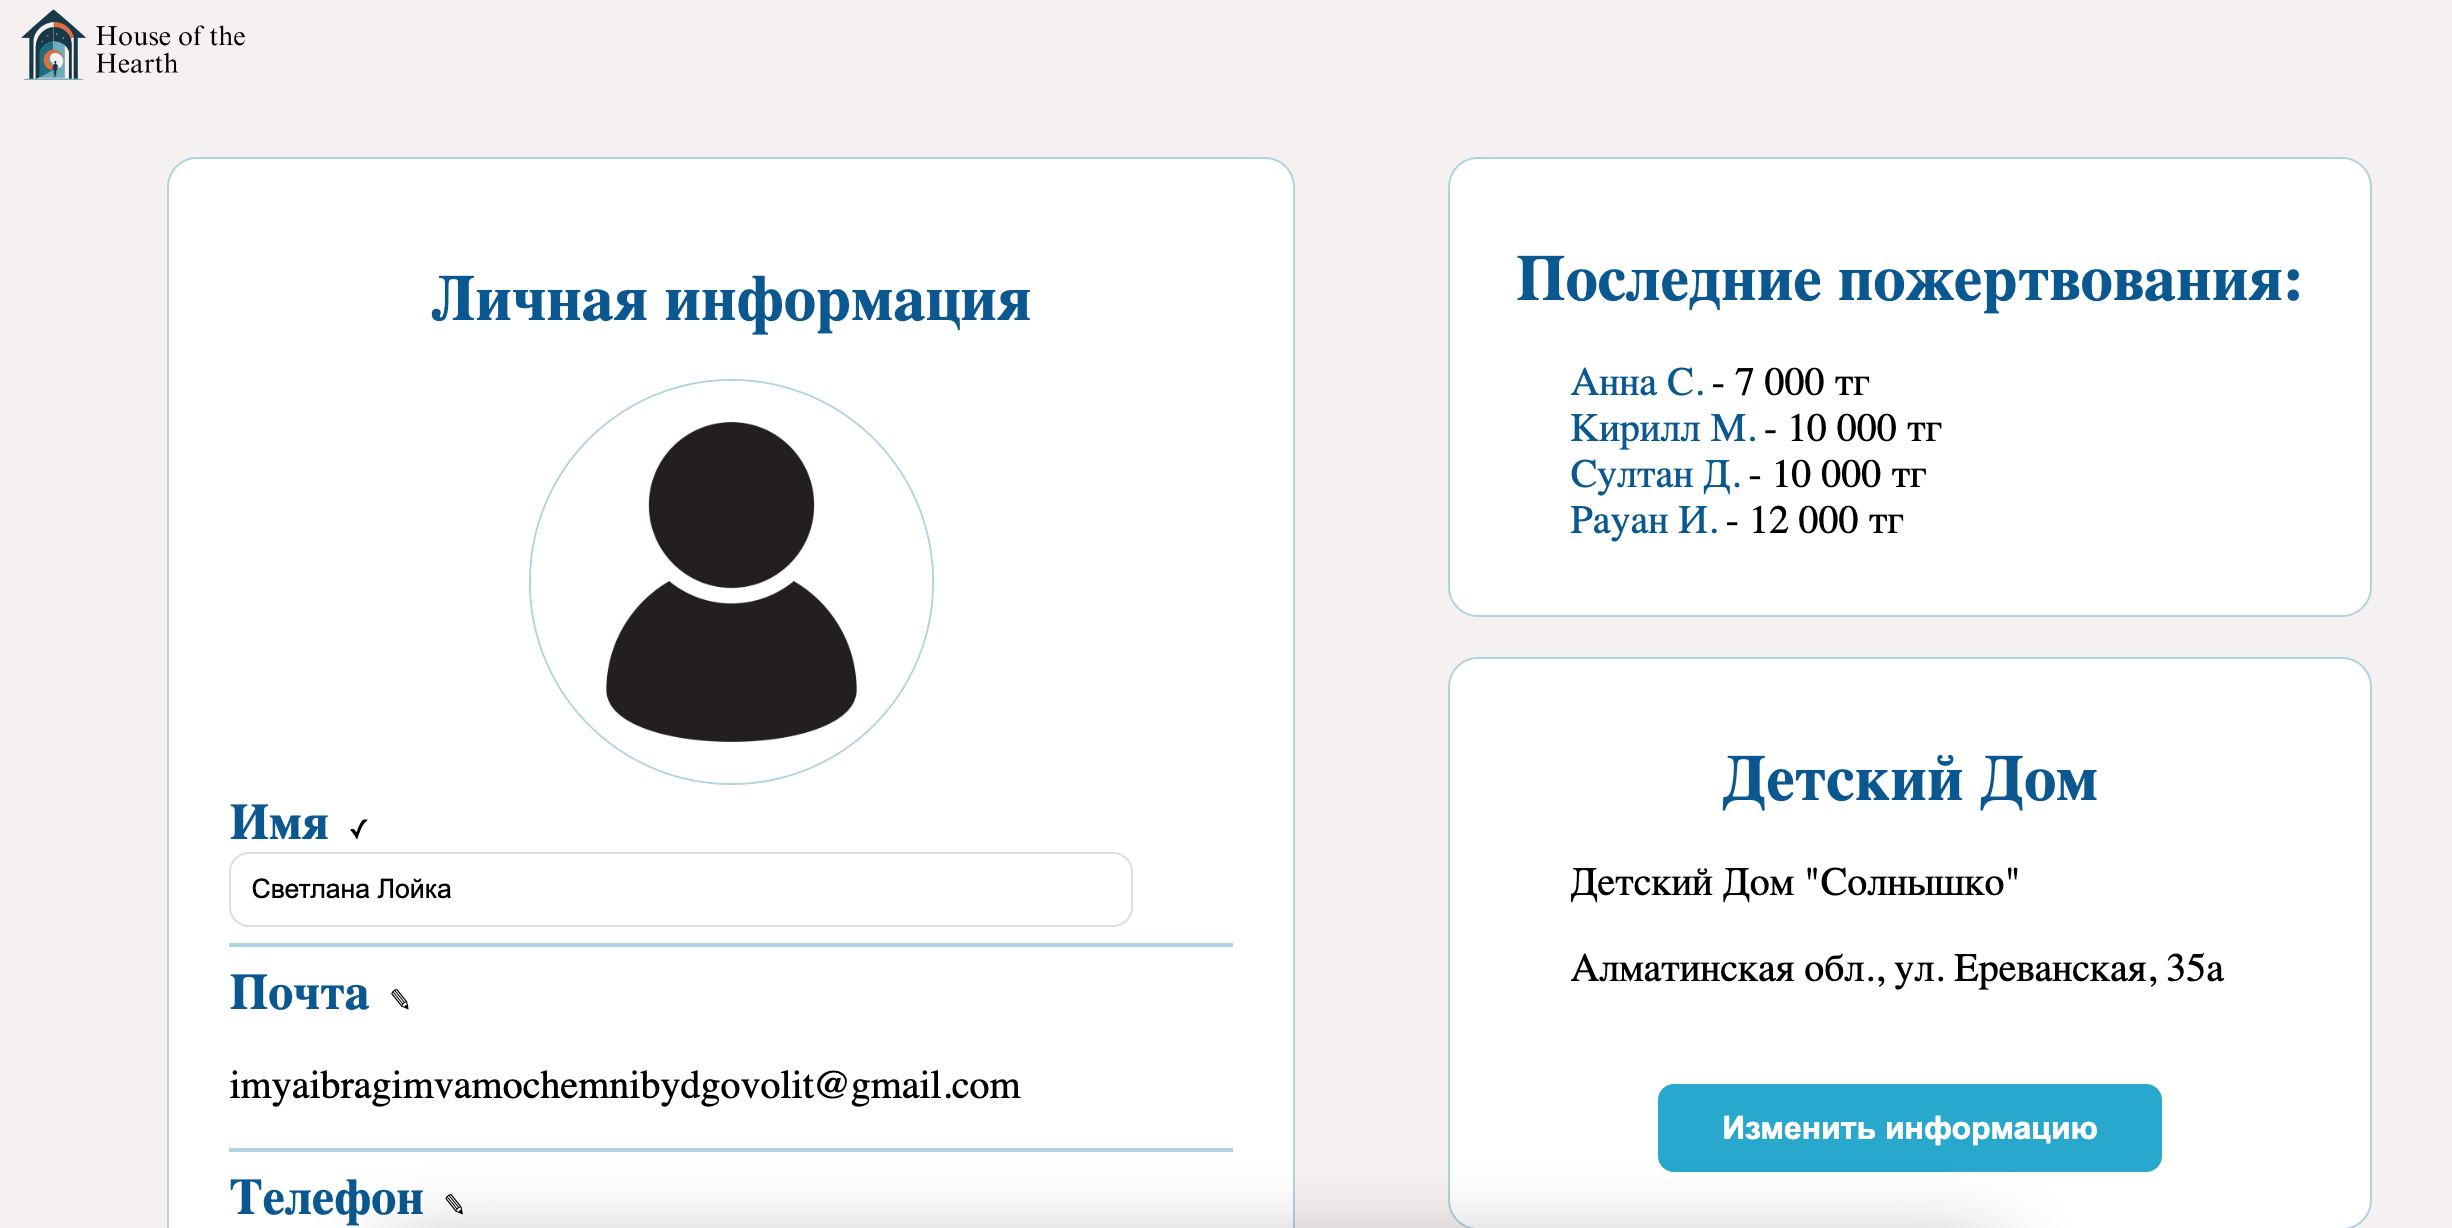 House of the
Hearth
Личная информация
Имя ✓
Светлана Лойка
Почта ✎
imyaibragimvamochemnibydgovolit@gmail.com
Телефон ✎
Последние пожертвования:
Анна С. - 7 000 тг
Кирилл М. - 10 000 тг
Султан Д. - 10 000 тг
Рауан И. - 12 000 тг
Детский Дом
Детский Дом "Солнышко"
Алматинская обл., ул. Ереванская, 35а
Изменить информацию